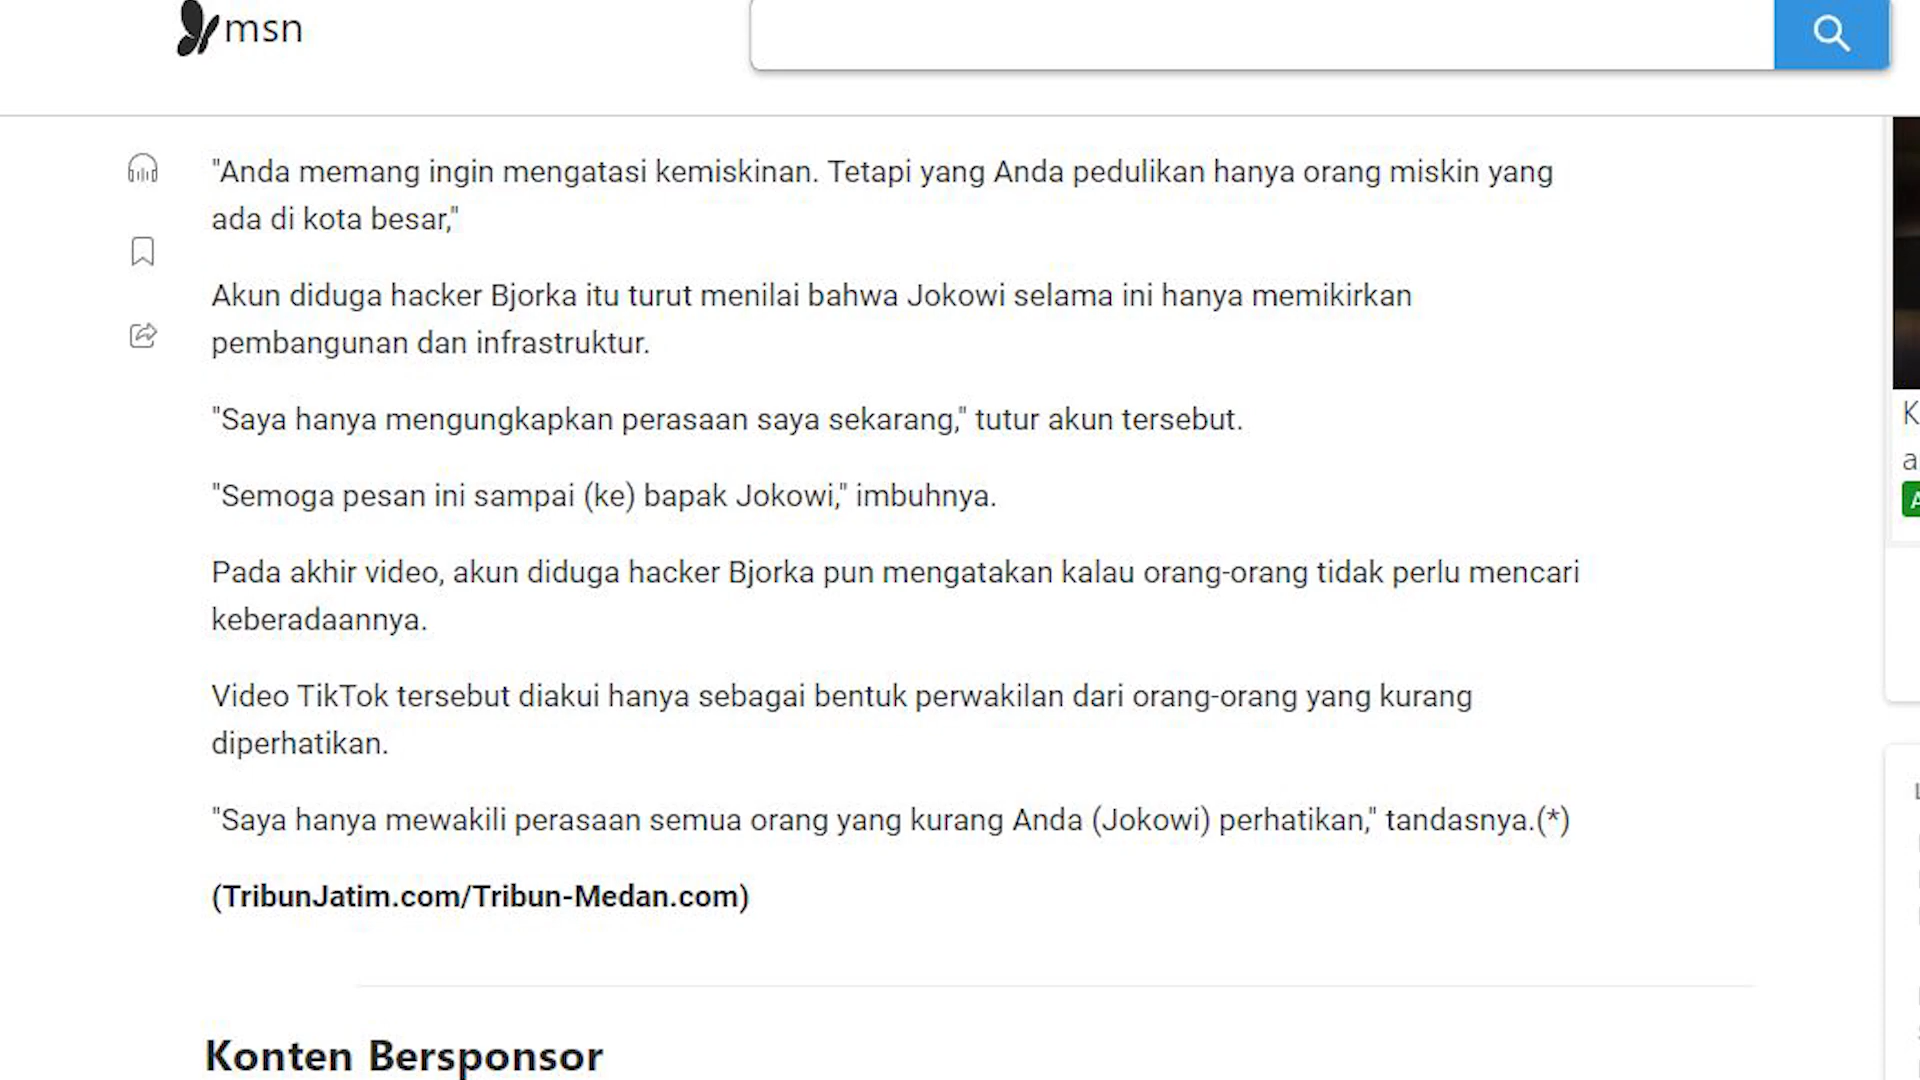 msn
"Anda memang ingin mengatasi kemiskinan. Tetapi yang Anda pedulikan hanya orang miskin yang
ada di kota besar,"
Akun diduga hacker Bjorka itu turut menilai bahwa Jokowi selama ini hanya memikirkan
pembangunan dan infrastruktur.
"Saya hanya mengungkapkan perasaan saya sekarang," tutur akun tersebut.
"Semoga pesan ini sampai (ke) bapak Jokowi," imbuhnya.
Pada akhir video, akun diduga hacker Bjorka pun mengatakan kalau orang-orang tidak perlu mencari
keberadaannya.
Video TikTok tersebut diakui hanya sebagai bentuk perwakilan dari orang-orang yang kurang
diperhatikan.
"Saya hanya mewakili perasaan semua orang yang kurang Anda (Jokowi) perhatikan," tandasnya.(*)
(TribunJatim.com/Tribun-Medan.com)
Konten Bersponsor